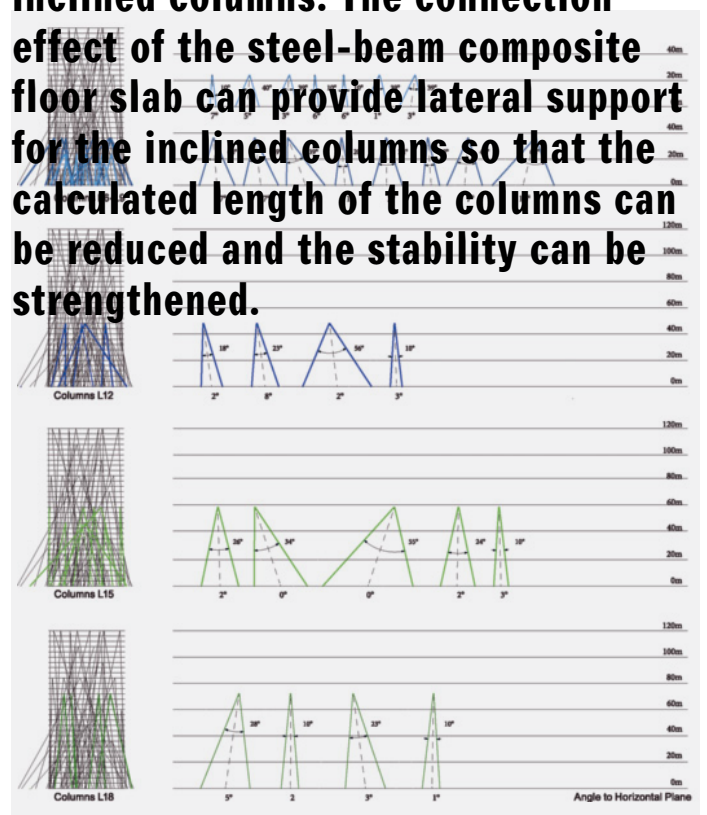 inclined columns. The connection
effect of the steel-beam composite
floor slab can provide lateral support
for the inclined columns so that the
calculated length of the columns can
be reduced and the stability can be
strengthened.
40m
20m
0m
40m
20m
0m
120m
100m
80m
60m
40m
20m
0m
18° 23° 56° 10°
2° 8° 2° 3°
Columns L12
120m
100m
80m
60m
40m
20m
0m
26° 34° 55° 24° 10°
2° 0° 0° 2° 3°
Columns L15
120m
100m
80m
60m
40m
20m
0m
28° 10° 23° 10°
5° 2 3° 1°
Columns L18
Angle to Horizontal Plane